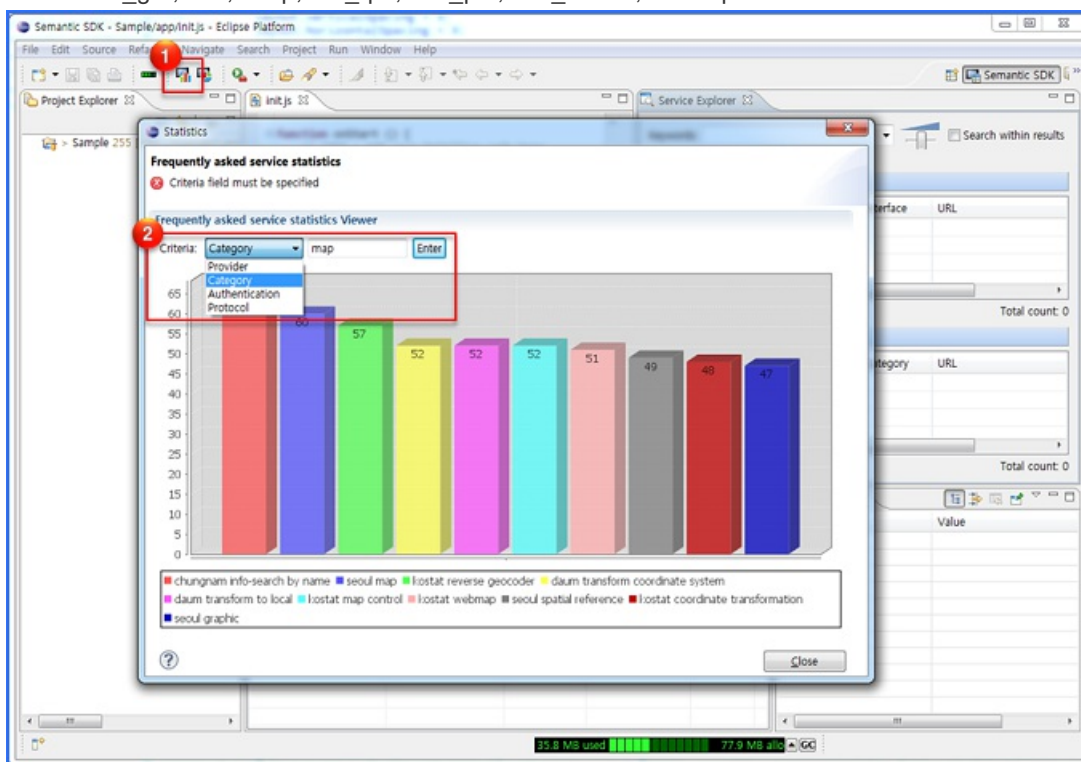 Semantic SDK - Sample/app/init.js - Eclipse Platform
File Edit Source Navigate Search Project Run Window Help
1
Semantic SDK
Project Explorer
init.js
Service Explorer
> Sample 255
Statistics
Search within results
Frequently asked service statistics
Criteria field must be specified
Frequently asked service statistics Viewer
2
Criteria: Category map Enter
Provider
Category
Authentication
Protocol
URL
Total count: 0
URL
Total count: 0
Value
65
60
55
50
45
40
35
30
25
20
15
10
5
0
60
57
52
52
52
51
49
48
47
chungnam info-search by name seoul map kostat reverse geocoder daum transform coordinate system
daum transform to local kostat map control kostat webmap seoul spatial reference kostat coordinate transformation
seoul graphic
Close
35.8 MB used 77.9 MB allo GC